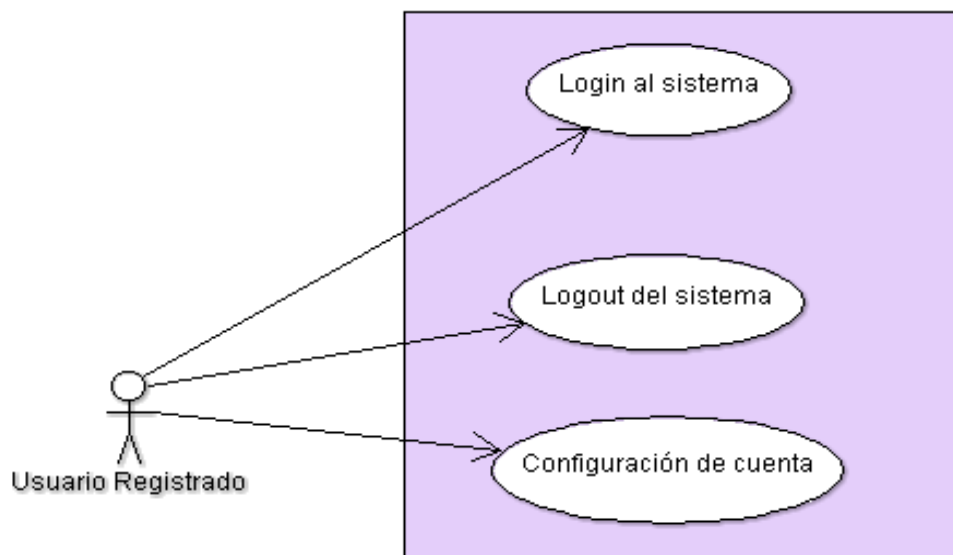 Login al sistema
Logout del sistema
Configuración de cuenta
Usuario Registrado